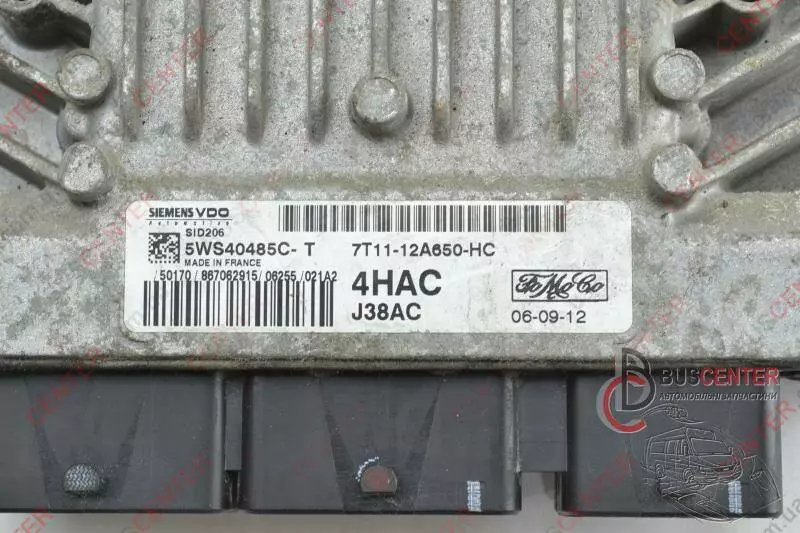 SIEMENS VDO
Automotive
SID206
5WS40485C- T
7T11-12A650-HC
MADE IN FRANCE
/50170/867062915/06255/021A2
4HAC
J38AC
FoMoCo
06-09-12
BUSCENTER
АВТОМОБІЛЬНІ ЗАПЧАСТИНИ
BUSCENTER